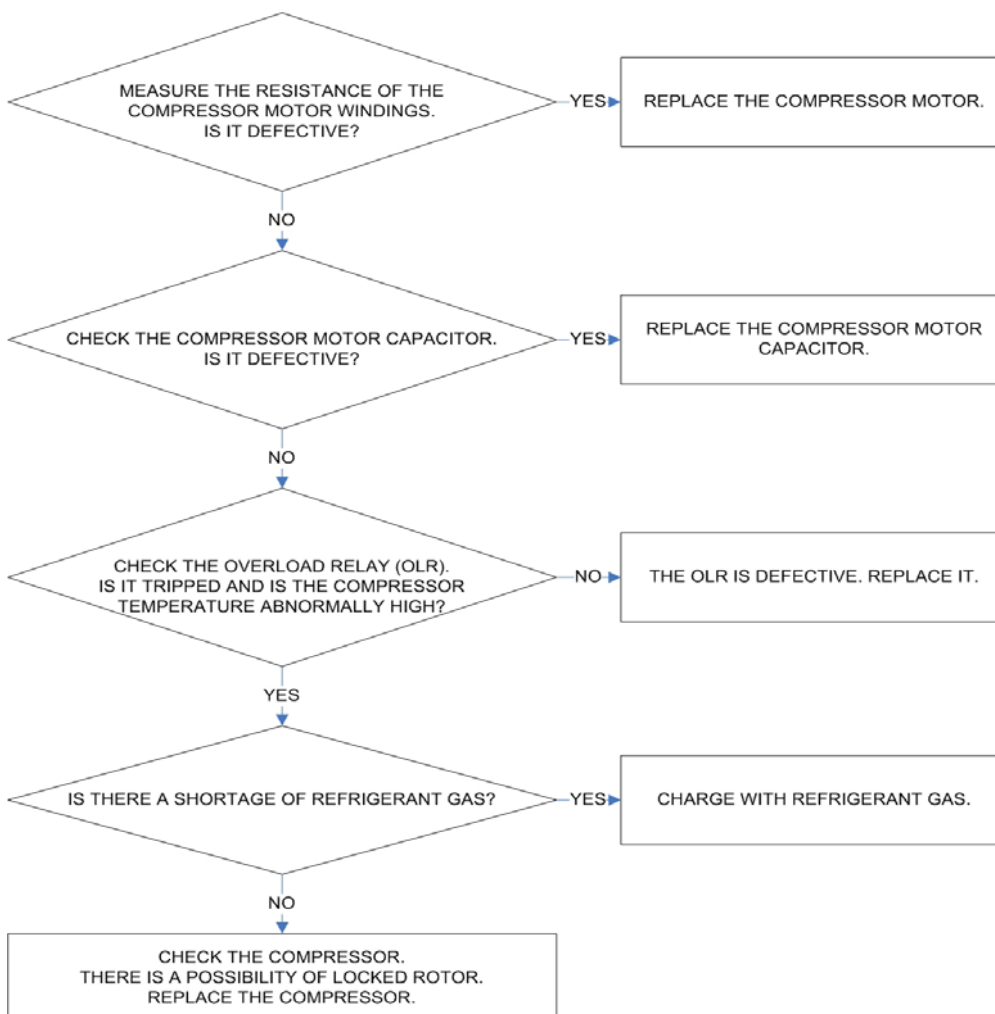 MEASURE THE RESISTANCE OF THE
COMPRESSOR MOTOR WINDINGS.
IS IT DEFECTIVE?
YES
REPLACE THE COMPRESSOR MOTOR.
NO
CHECK THE COMPRESSOR MOTOR CAPACITOR.
IS IT DEFECTIVE?
YES
REPLACE THE COMPRESSOR MOTOR
CAPACITOR.
NO
CHECK THE OVERLOAD RELAY (OLR).
IS IT TRIPPED AND IS THE COMPRESSOR
TEMPERATURE ABNORMALLY HIGH?
NO
THE OLR IS DEFECTIVE. REPLACE IT.
YES
IS THERE A SHORTAGE OF REFRIGERANT GAS?
YES
CHARGE WITH REFRIGERANT GAS.
NO
CHECK THE COMPRESSOR.
THERE IS A POSSIBILITY OF LOCKED ROTOR.
REPLACE THE COMPRESSOR.